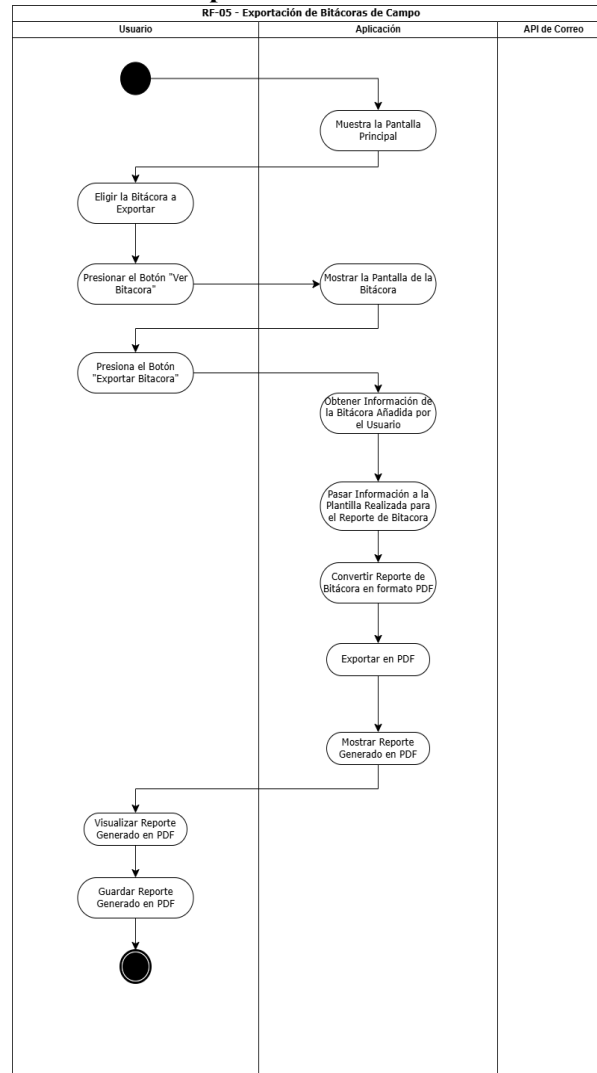 RF-05 - Exportación de Bitácoras de Campo
Usuario
Aplicación
API de Correo
Muestra la Pantalla
Principal
Eligir la Bitácora a
Exportar
Presionar el Botón "Ver
Bitacora"
Mostrar la Pantalla de la
Bitácora
Presiona el Botón
"Exportar Bitacora"
Obtener Información de
la Bitácora Añadida por
el Usuario
Pasar Información a la
Plantilla Realizada para
el Reporte de Bitacora
Convertir Reporte de
Bitácora en formato PDF
Exportar en PDF
Mostrar Reporte
Generado en PDF
Visualizar Reporte
Generado en PDF
Guardar Reporte
Generado en PDF